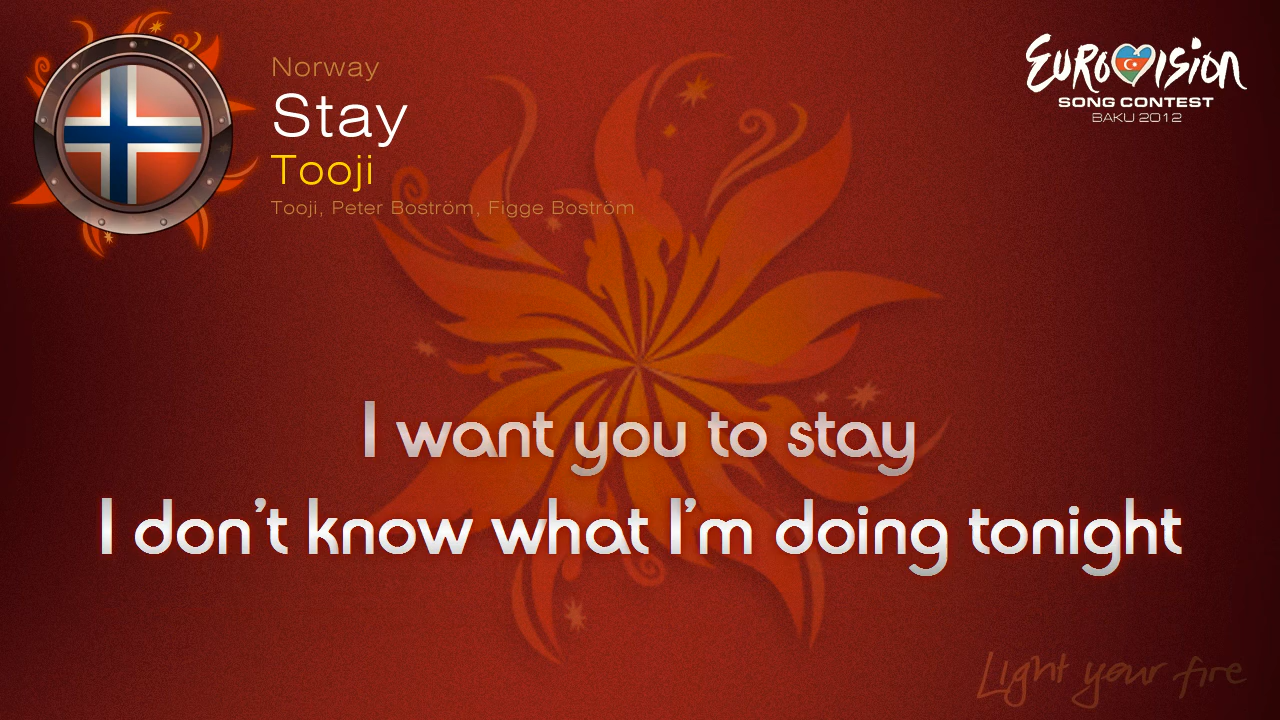 Norway
Stay
Tooji
Tooji, Peter Boström, Figge Boström
EUROVISION
SONG CONTEST
BAKU 2012
I want you to stay
I don't know what I'm doing tonight
Light your fire